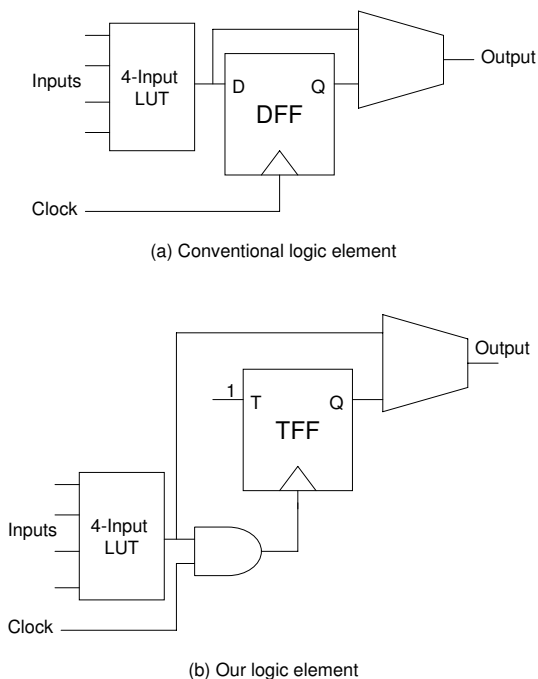 4-Input
LUT
Inputs
D
Q
DFF
Output
Clock
(a) Conventional logic element
1
T
Q
TFF
Output
4-Input
LUT
Inputs
Clock
(b) Our logic element